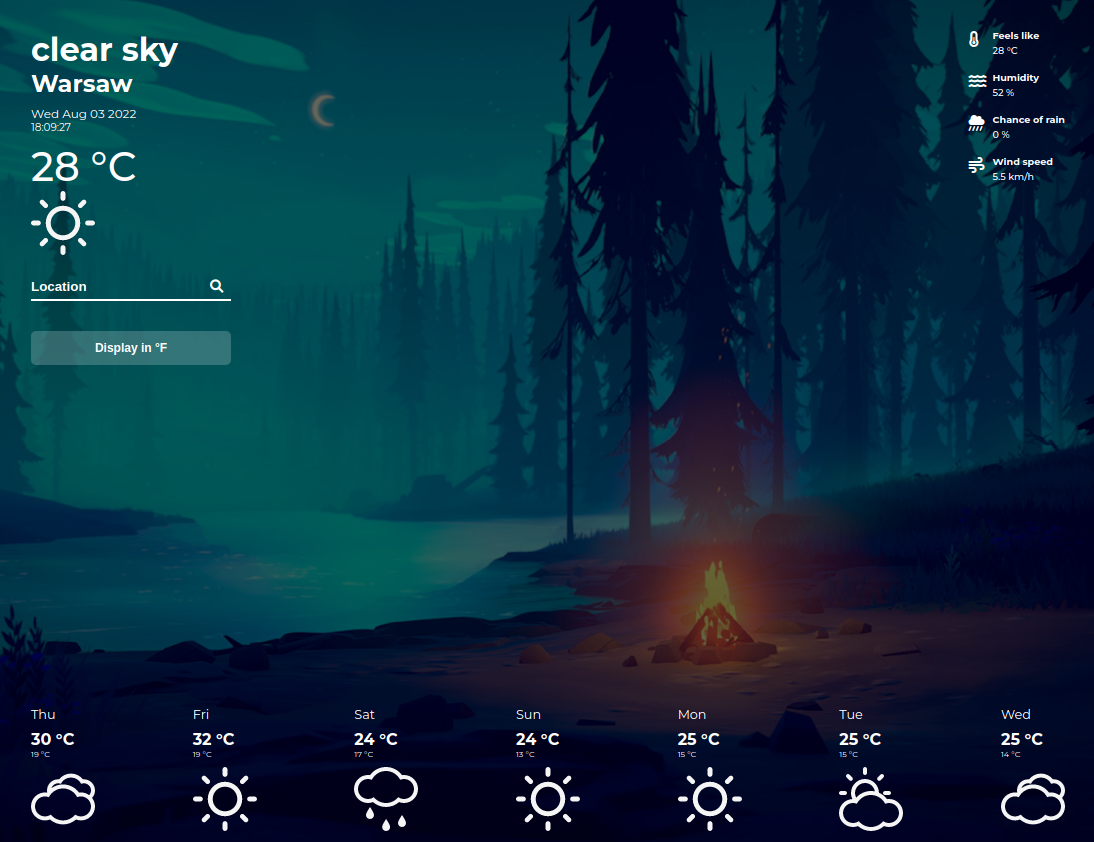 clear sky
Warsaw
Wed Aug 03 2022
18:09:27
28 °C
Location
Display in °F
Feels like
28 °C
Humidity
52 %
Chance of rain
0 %
Wind speed
5.5 km/h
Thu
30 °C
19 °C
Fri
32 °C
19 °C
Sat
24 °C
17 °C
Sun
24 °C
13 °C
Mon
25 °C
15 °C
Tue
25 °C
15 °C
Wed
25 °C
14 °C